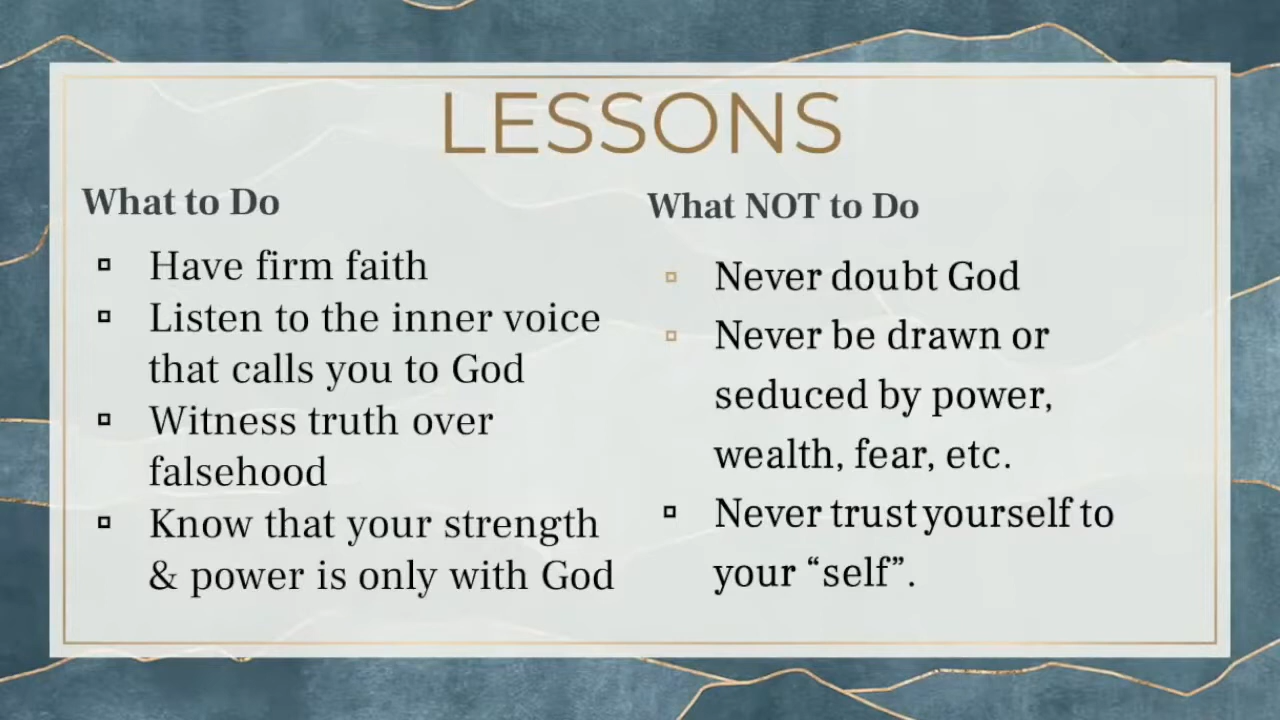 LESSONS
What to Do
▫ Have firm faith
▫ Listen to the inner voice
that calls you to God
▫ Witness truth over
falsehood
▫ Know that your strength
& power is only with God
What NOT to Do
▫ Never doubt God
▫ Never be drawn or
seduced by power,
wealth, fear, etc.
▫ Never trust yourself to
your “self”.